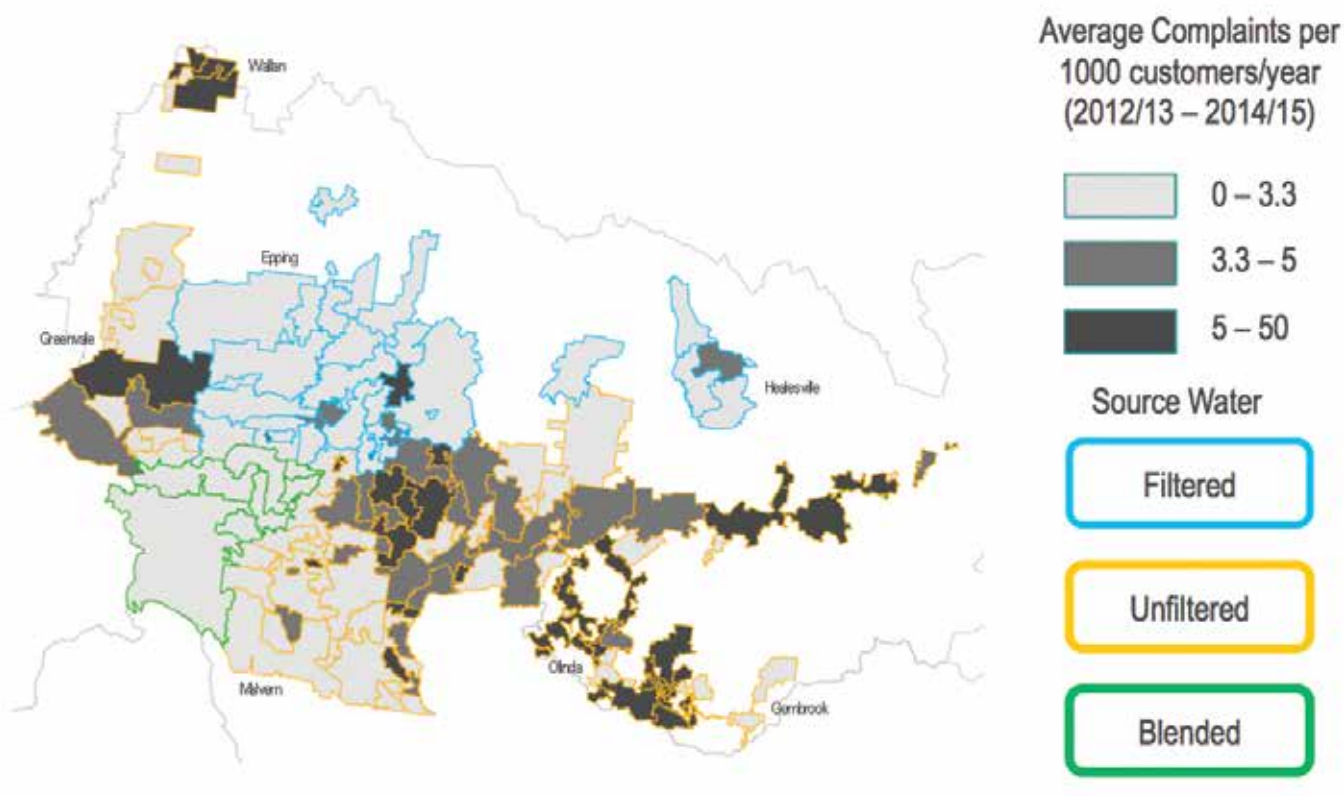 Average Complaints per
1000 customers/year
(2012/13 – 2014/15)
0 – 3.3
3.3 – 5
5 – 50
Source Water
Filtered
Unfiltered
Blended
Wallan
Epping
Greenvale
Healesville
Olinda
Malvern
Gembrook